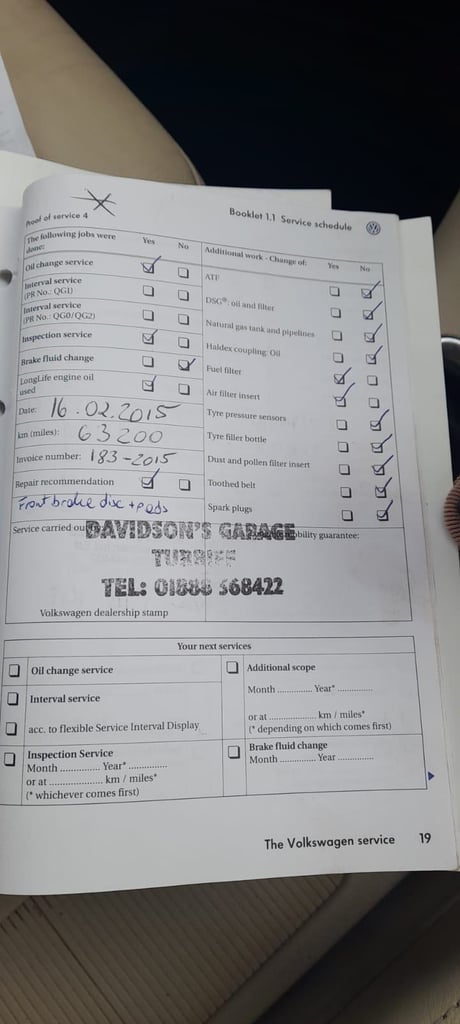 Proof of service 4
Booklet 1.1 Service schedule
The following jobs were done:
Yes No
Oil change service
Interval service
(PR No.: QG1)
Interval service
(PR No.: QG0/QG2)
Inspection service
Brake fluid change
LongLife engine oil used
Date: 16.02.2015
km (miles): 63200
Invoice number: 183-2015
Repair recommendation
Front brake disc + pads
Additional work - Change of:
Yes No
ATF
DSG®: oil and filter
Natural gas tank and pipelines
Haldex coupling: Oil
Fuel filter
Air filter insert
Tyre pressure sensors
Tyre filler bottle
Dust and pollen filter insert
Toothed belt
Spark plugs
Service carried out
bility guarantee:
DAVIDSON'S GARAGE
TURRIFF
TEL: 01888 568422
Volkswagen dealership stamp
Your next services
Oil change service
Interval service
acc. to flexible Service Interval Display
Inspection Service
Month ............ Year* ..............
or at .................... km / miles*
(* whichever comes first)
Additional scope
Month ............ Year* ............
or at ................. km / miles*
(* depending on which comes first)
Brake fluid change
Month ............ Year ............
The Volkswagen service 19